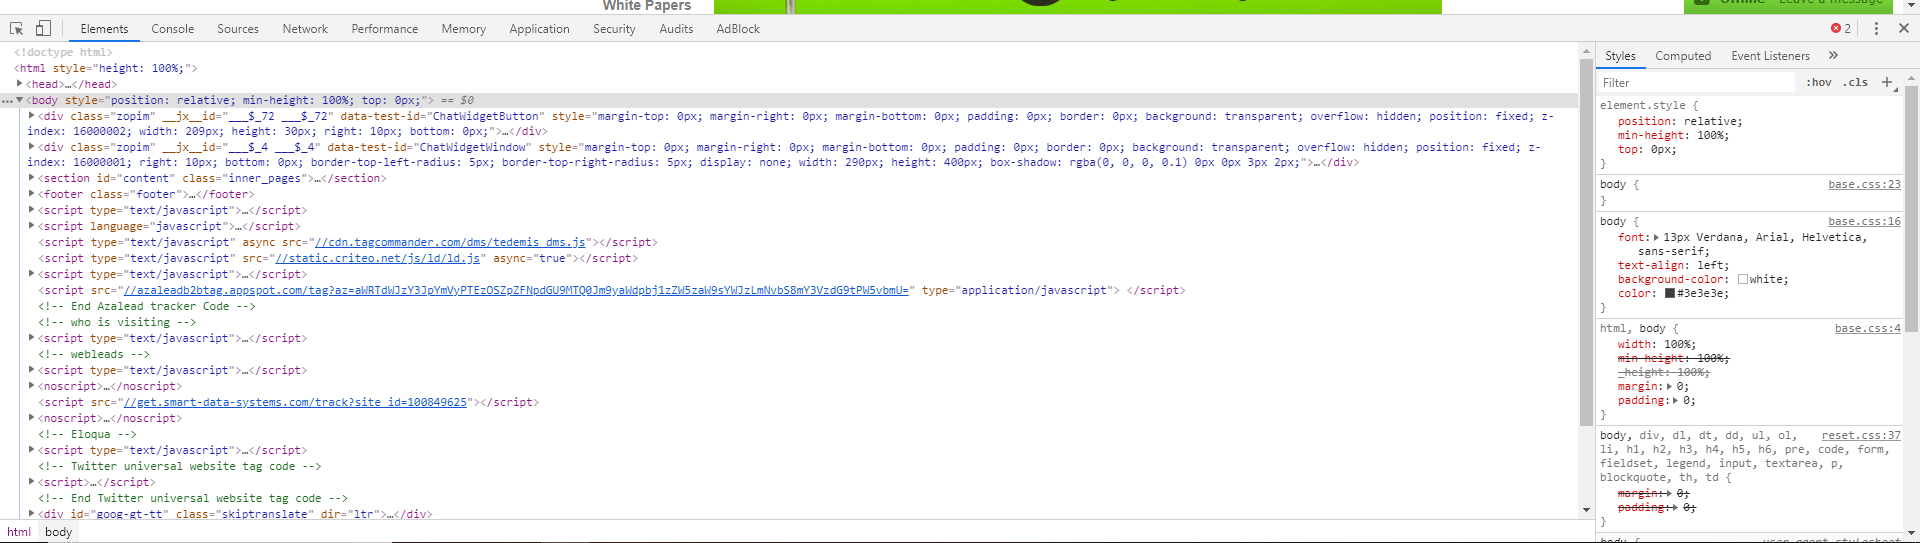 White Papers
Online - Leave a message
Elements Console Sources Network Performance Memory Application Security Audits AdBlock 2
<!doctype html>
<html style="height: 100%;">
<head>…</head>
<body style="position: relative; min-height: 100%; top: 0px;"> == $0
<div class="zopim" __jx__id="___$_72 ___$_72" data-test-id="ChatWidgetButton" style="margin-top: 0px; margin-right: 0px; margin-bottom: 0px; padding: 0px; border: 0px; background: transparent; overflow: hidden; position: fixed; z-
index: 16000002; width: 209px; height: 30px; right: 10px; bottom: 0px;">…</div>
<div class="zopim" __jx__id="___$_4 ___$_4" data-test-id="ChatWidgetWindow" style="margin-top: 0px; margin-right: 0px; margin-bottom: 0px; padding: 0px; border: 0px; background: transparent; overflow: hidden; position: fixed; z-
index: 16000001; right: 10px; bottom: 0px; border-top-left-radius: 5px; border-top-right-radius: 5px; display: none; width: 290px; height: 400px; box-shadow: rgba(0, 0, 0, 0.1) 0px 0px 3px 2px;">…</div>
<section id="content" class="inner_pages">…</section>
<footer class="footer">…</footer>
<script type="text/javascript">…</script>
<script language="javascript">…</script>
<script type="text/javascript" async src="//cdn.tagcommander.com/dms/tedemis_dms.js"></script>
<script type="text/javascript" src="//static.criteo.net/js/ld/ld.js" async="true"></script>
<script type="text/javascript">…</script>
<script src="//azaleadb2btag.appspot.com/tag?az=aWRTdWJzY3JpYmVyPTEzOSZpZFNpdGU9MTQ0Jm9yaWdpbj1zZW5zaW9sYWJzLmNvbS8mY3VzdG9tPW5vbmU=" type="application/javascript"> </script>
<!-- End Azalead tracker Code -->
<!-- who is visiting -->
<script type="text/javascript">…</script>
<!-- webleads -->
<script type="text/javascript">…</script>
<noscript>…</noscript>
<script src="//get.smart-data-systems.com/track?site_id=100849625"></script>
<noscript>…</noscript>
<!-- Eloqua -->
<script type="text/javascript">…</script>
<!-- Twitter universal website tag code -->
<script>…</script>
<!-- End Twitter universal website tag code -->
<div id="goog-gt-tt" class="skiptranslate" dir="ltr">…</div>
html body
Styles Computed Event Listeners »
Filter :hov .cls +
element.style {
position: relative;
min-height: 100%;
top: 0px;
}
body { base.css:23
}
body { base.css:16
font: 13px Verdana, Arial, Helvetica,
sans-serif;
text-align: left;
background-color: white;
color: #3e3e3e;
}
html, body { base.css:4
width: 100%;
min-height: 100%;
_height: 100%;
margin: 0;
padding: 0;
}
body, div, dl, dt, dd, ul, ol, reset.css:37
li, h1, h2, h3, h4, h5, h6, pre, code, form,
fieldset, legend, input, textarea, p,
blockquote, th, td {
margin: 0;
padding: 0;
}
body { user agent stylesheet